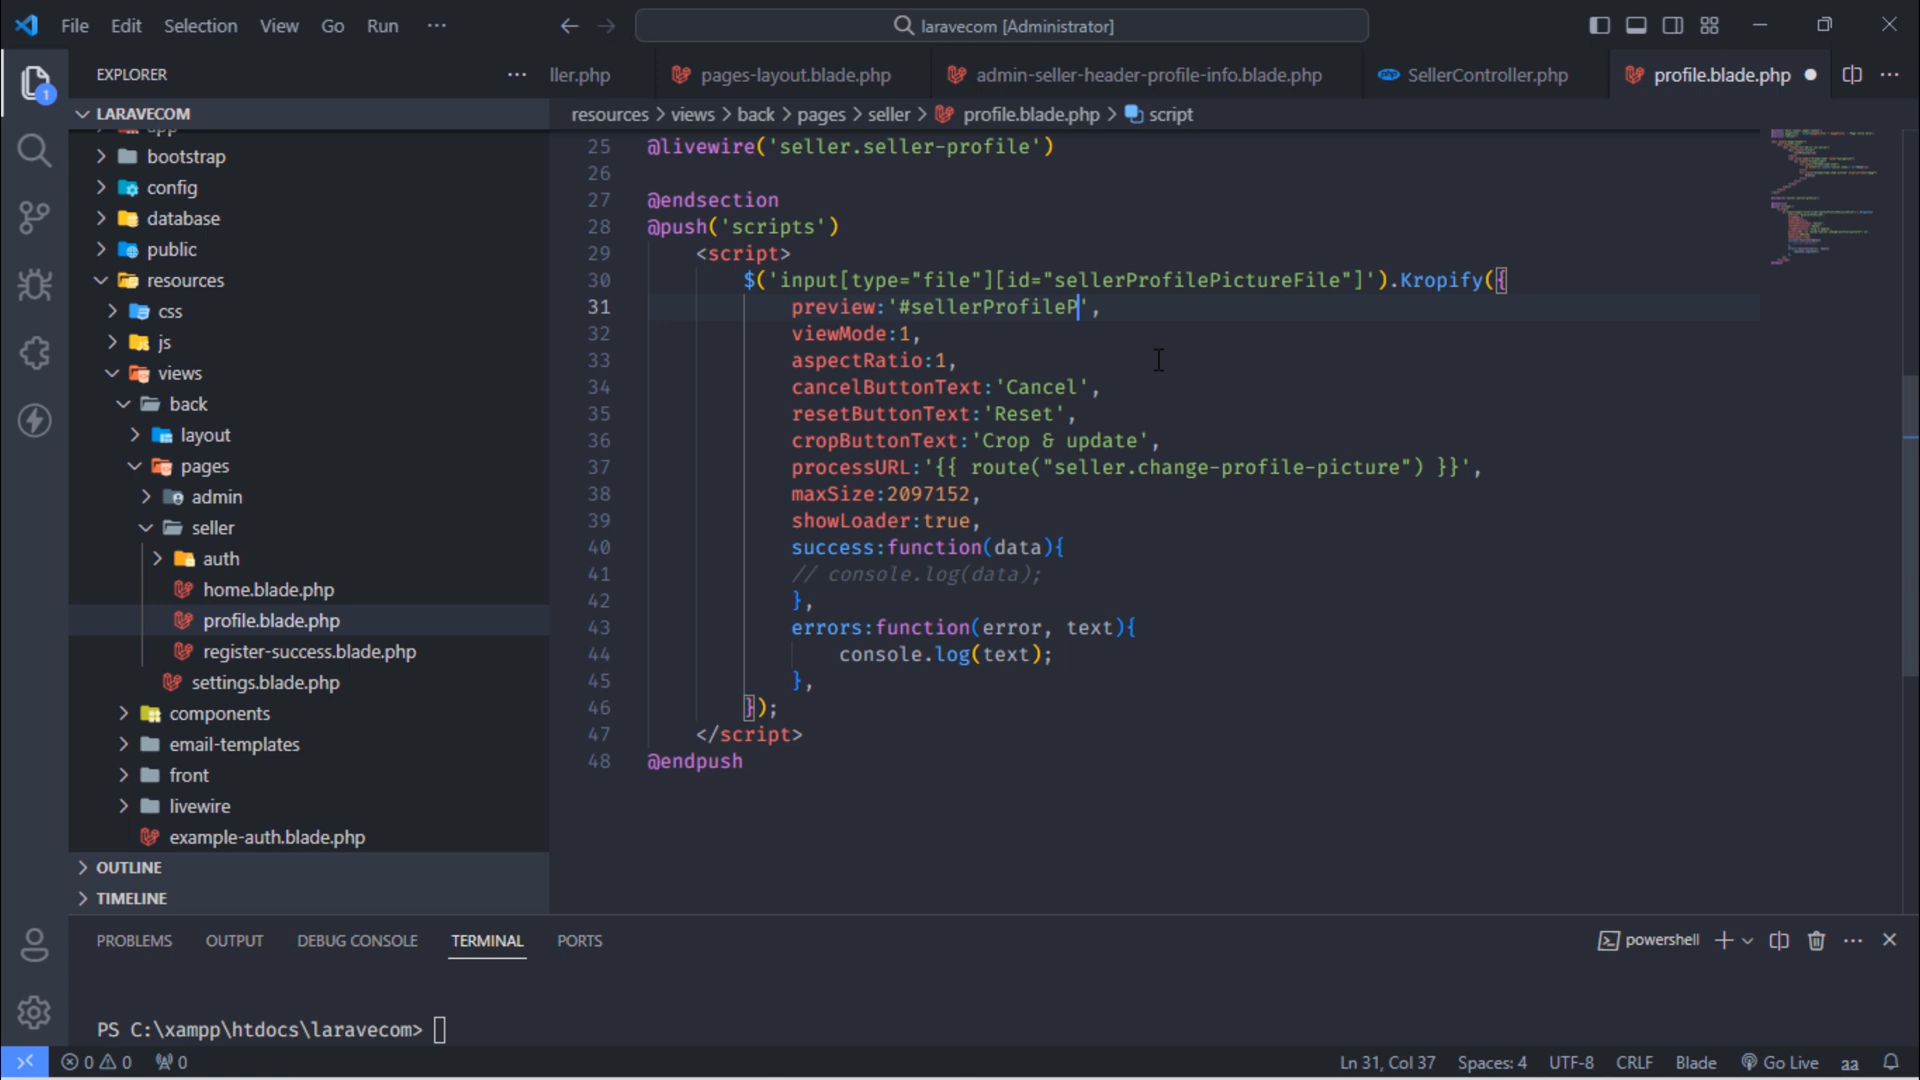 File Edit Selection View Go Run ··· laravecom [Administrator]
EXPLORER ··· ller.php pages-layout.blade.php admin-seller-header-profile-info.blade.php SellerController.php profile.blade.php ···
LARAVECOM
resources > views > back > pages > seller > profile.blade.php > script
app
bootstrap
config
database
public
resources
css
js
views
back
layout
pages
admin
seller
auth
home.blade.php
profile.blade.php
register-success.blade.php
settings.blade.php
components
email-templates
front
livewire
example-auth.blade.php
OUTLINE
TIMELINE
25 @livewire('seller.seller-profile')
26
27 @endsection
28 @push('scripts')
29 <script>
30 $('input[type="file"][id="sellerProfilePictureFile"]').Kropify({
31 preview:'#sellerProfileP',
32 viewMode:1,
33 aspectRatio:1,
34 cancelButtonText:'Cancel',
35 resetButtonText:'Reset',
36 cropButtonText:'Crop & update',
37 processURL:'{{ route("seller.change-profile-picture") }}',
38 maxSize:2097152,
39 showLoader:true,
40 success:function(data){
41 // console.log(data);
42 },
43 errors:function(error, text){
44 console.log(text);
45 },
46 });
47 </script>
48 @endpush
PROBLEMS OUTPUT DEBUG CONSOLE TERMINAL PORTS powershell ···
PS C:\xampp\htdocs\laravecom>
0 0 0 Ln 31, Col 37 Spaces: 4 UTF-8 CRLF Blade Go Live aa
1